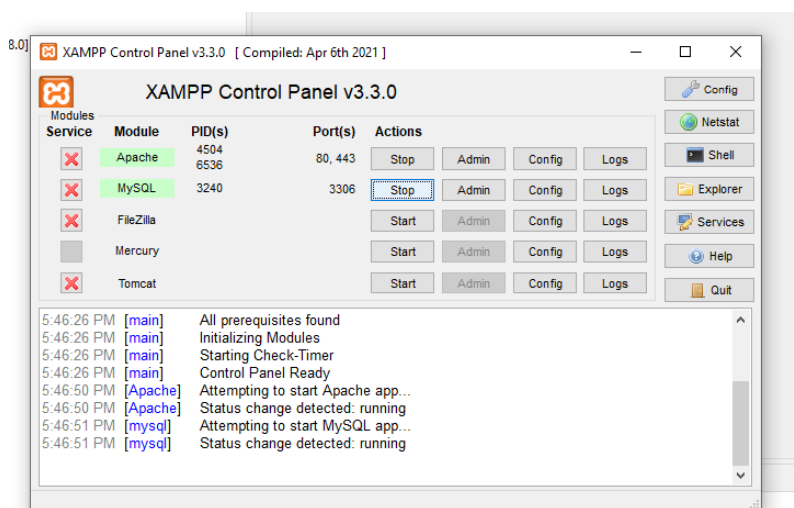 8.0]
XAMPP Control Panel v3.3.0 [ Compiled: Apr 6th 2021 ]
XAMPP Control Panel v3.3.0
Config
Modules
Service Module PID(s) Port(s) Actions
Netstat
Apache 4504 80, 443 Stop Admin Config Logs
6536
Shell
MySQL 3240 3306 Stop Admin Config Logs
Explorer
FileZilla Start Admin Config Logs
Services
Mercury Start Admin Config Logs
Help
Tomcat Start Admin Config Logs
Quit
5:46:26 PM [main] All prerequisites found
5:46:26 PM [main] Initializing Modules
5:46:26 PM [main] Starting Check-Timer
5:46:26 PM [main] Control Panel Ready
5:46:50 PM [Apache] Attempting to start Apache app...
5:46:50 PM [Apache] Status change detected: running
5:46:51 PM [mysql] Attempting to start MySQL app...
5:46:51 PM [mysql] Status change detected: running